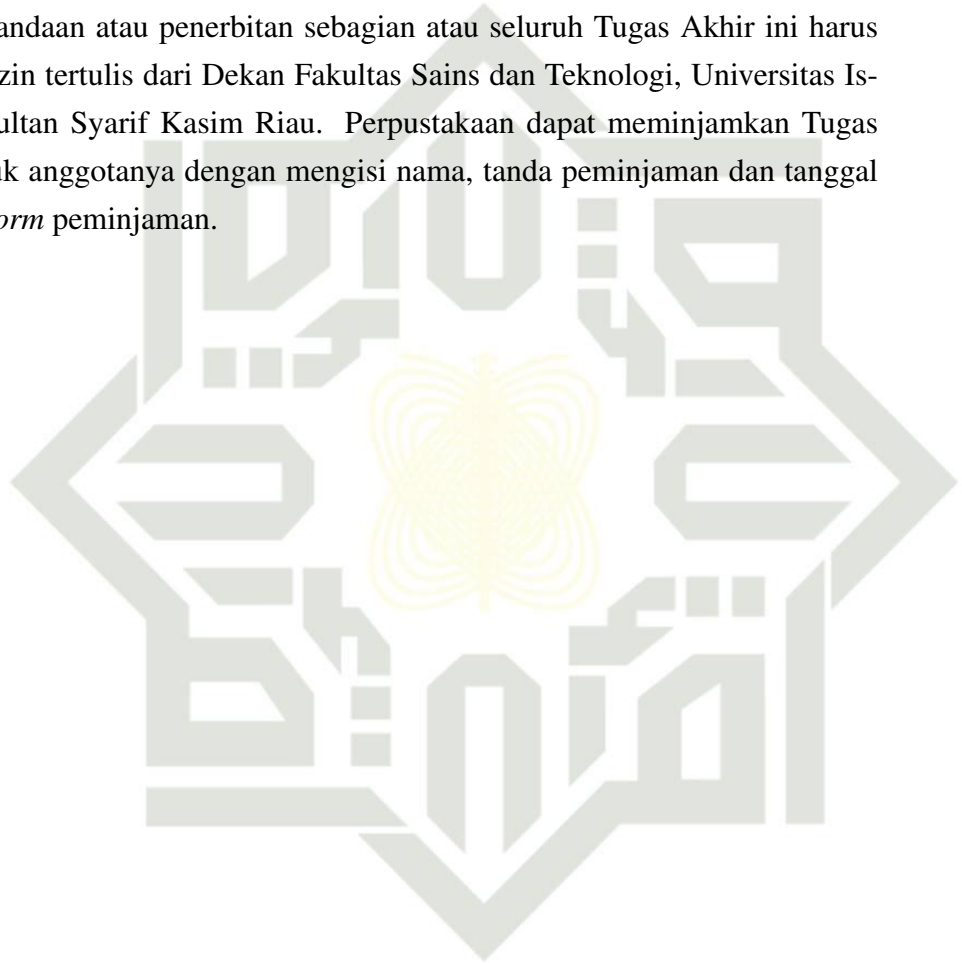 andaan atau penerbitan sebagian atau seluruh Tugas Akhir ini harus
zin tertulis dari Dekan Fakultas Sains dan Teknologi, Universitas Is-
ultan Syarif Kasim Riau. Perpustakaan dapat meminjamkan Tugas
uk anggotanya dengan mengisi nama, tanda peminjaman dan tanggal
orm peminjaman.